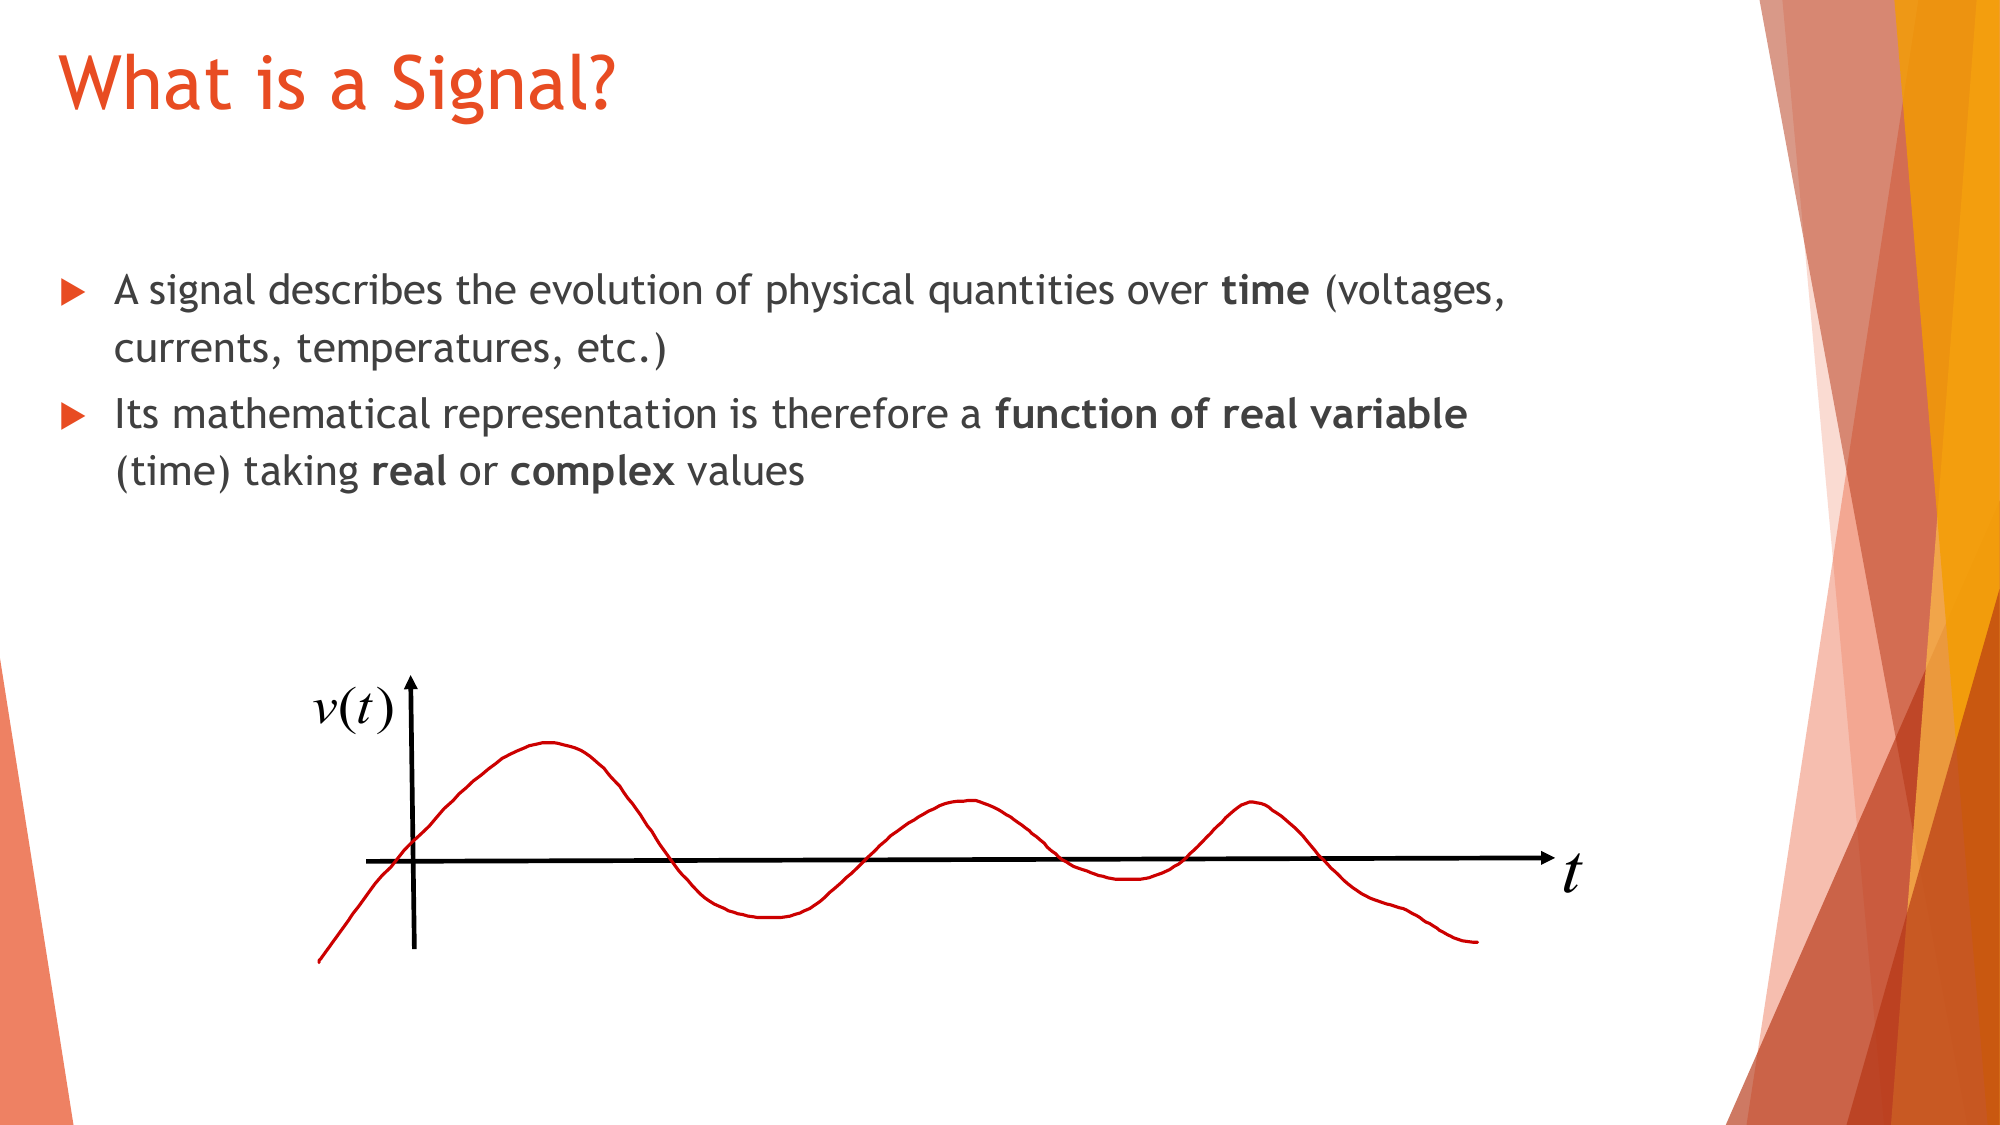 What is a Signal?
A signal describes the evolution of physical quantities over time (voltages,
currents, temperatures, etc.)
Its mathematical representation is therefore a function of real variable
(time) taking real or complex values
v(t)
t